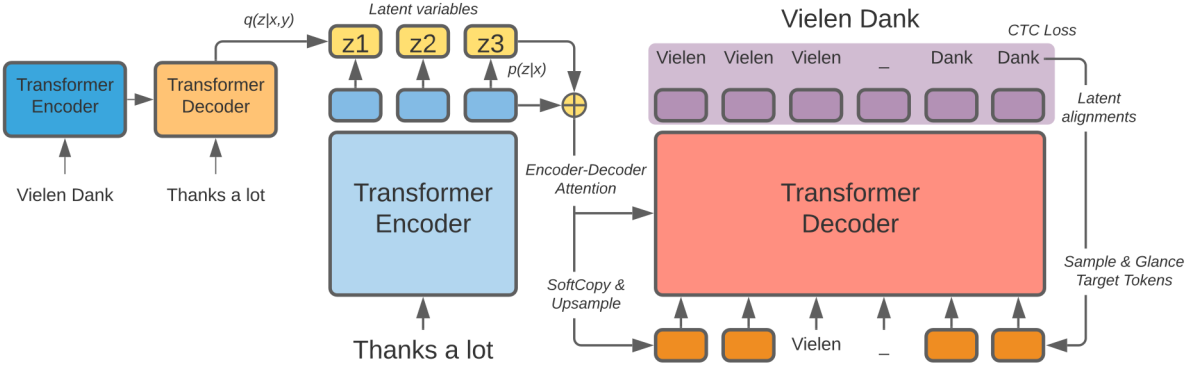 q(z|x,y)
Latent variables
z1 z2 z3
p(z|x)
Transformer
Encoder
Transformer
Decoder
Vielen Dank
Thanks a lot
Transformer
Encoder
Thanks a lot
Encoder-Decoder
Attention
SoftCopy &
Upsample
Vielen Dank
CTC Loss
Vielen Vielen Vielen _ Dank Dank
Latent
alignments
Transformer
Decoder
Sample & Glance
Target Tokens
Vielen _